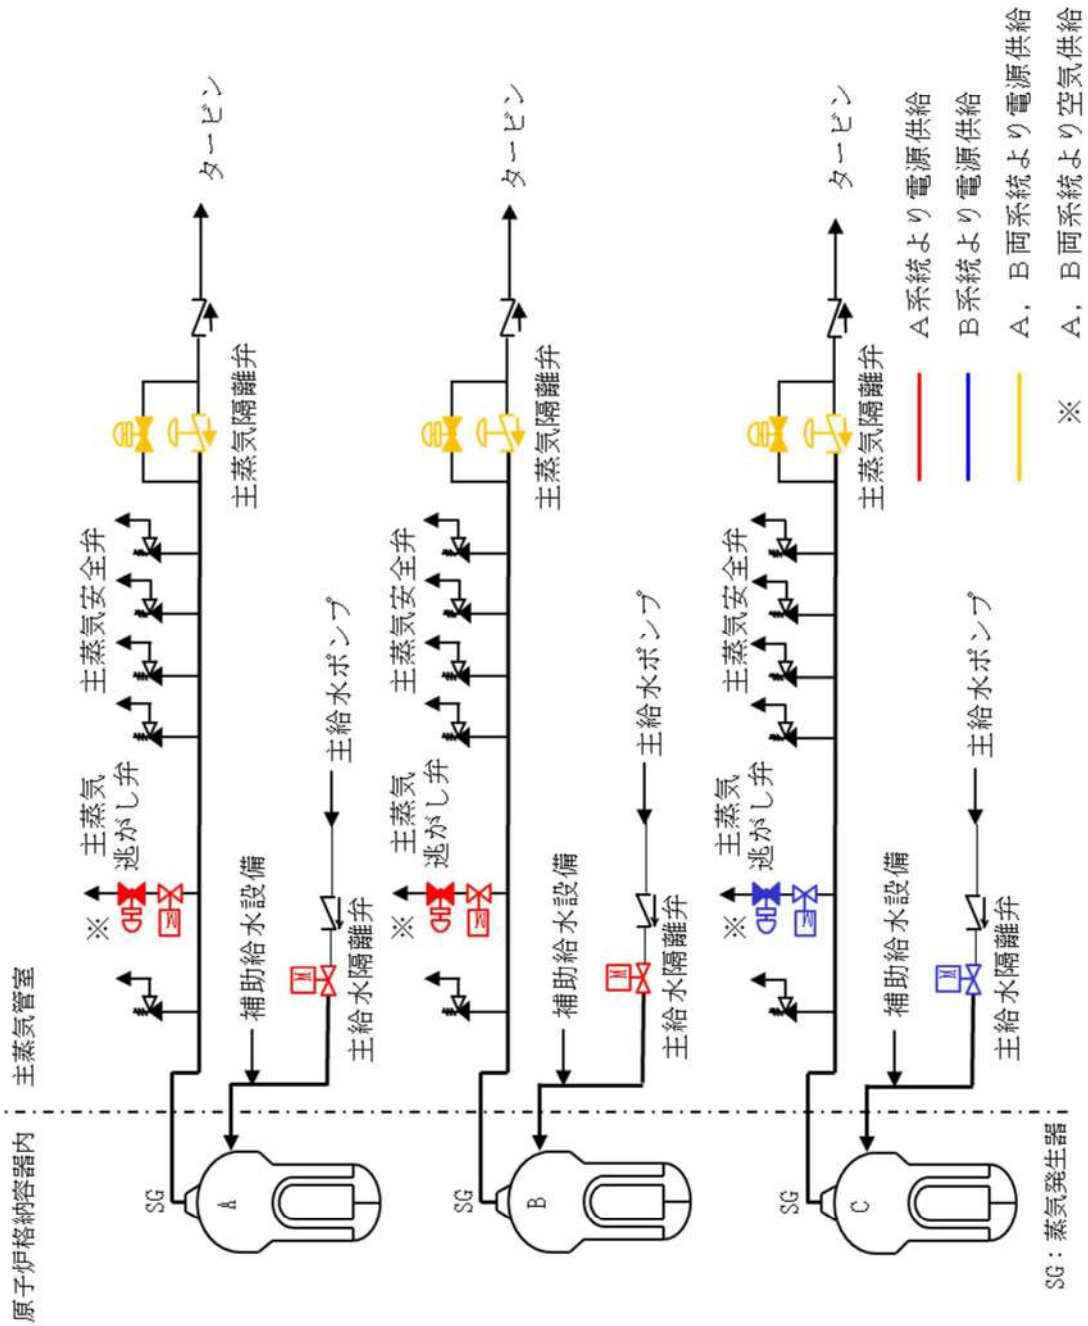 原子炉格納容器内
主蒸気管室
SG
A
※
主蒸気
逃がし弁
主蒸気安全弁
主蒸気隔離弁
タービン
補助給水設備
M
M
主給水隔離弁
主給水ポンプ
SG
B
※
主蒸気
逃がし弁
主蒸気安全弁
主蒸気隔離弁
タービン
補助給水設備
M
M
主給水隔離弁
主給水ポンプ
SG
C
※
主蒸気
逃がし弁
主蒸気安全弁
主蒸気隔離弁
タービン
補助給水設備
M
M
主給水隔離弁
主給水ポンプ
SG：蒸気発生器
A系統より電源供給
B系統より電源供給
A，B両系統より電源供給
※ A，B両系統より空気供給